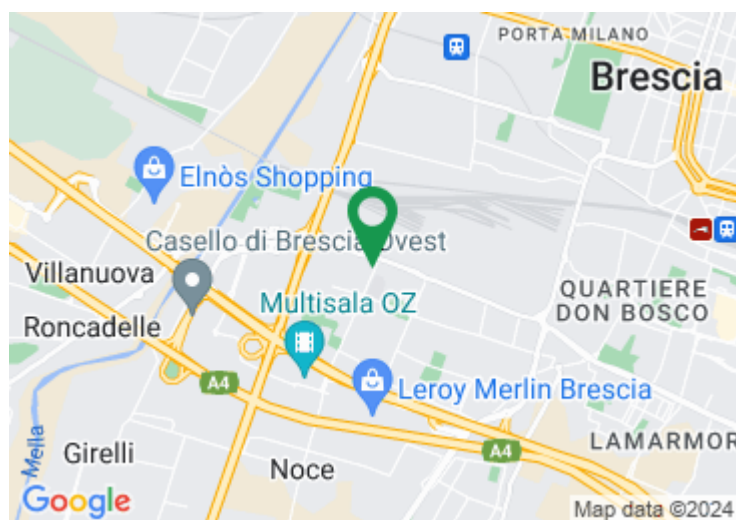 PORTA MILANO
Brescia
Elnòs Shopping
Casello di Brescia Ovest
Villanuova
Roncadelle
Multisala OZ
QUARTIERE
DON BOSCO
A4
Leroy Merlin Brescia
Mella
Girelli
Noce
A4
LAMARMOR
Google
Map data ©2024